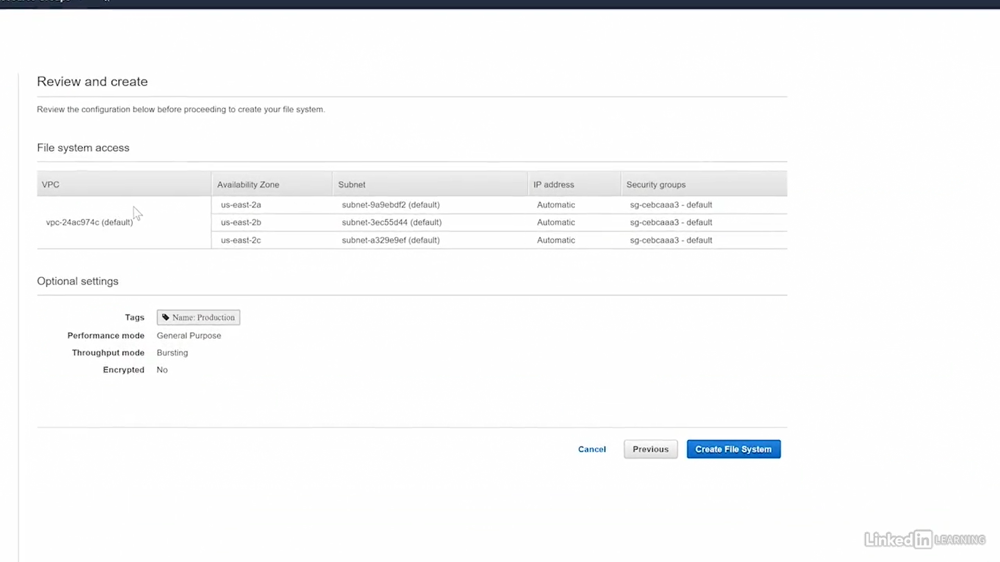 Review and create
Review the configuration below before proceeding to create your file system.
File system access
VPC Availability Zone Subnet IP address Security groups
vpc-24ac974c (default)
us-east-2a subnet-9a9ebdf2 (default) Automatic sg-cebcaaa3 - default
us-east-2b subnet-3ec55d44 (default) Automatic sg-cebcaaa3 - default
us-east-2c subnet-a329e9ef (default) Automatic sg-cebcaaa3 - default
Optional settings
Tags Name: Production
Performance mode General Purpose
Throughput mode Bursting
Encrypted No
Cancel Previous Create File System
Linked in LEARNING